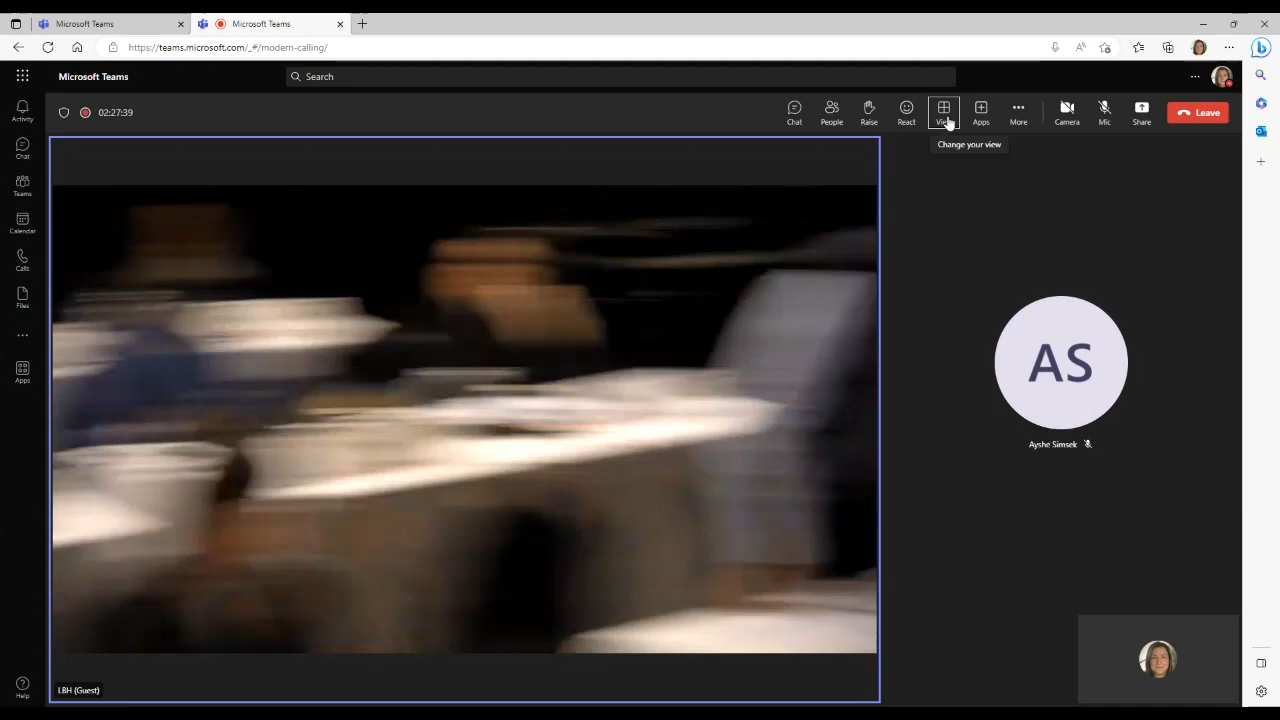 Microsoft Teams
Microsoft Teams
https://teams.microsoft.com/_#/modern-calling/
Microsoft Teams
Search
Activity
Chat
Teams
Calendar
Calls
Files
Apps
Help
02:27:39
Chat
People
Raise
React
View
Apps
More
Camera
Mic
Share
Leave
Change your view
AS
Ayshe Simsek
LBH (Guest)